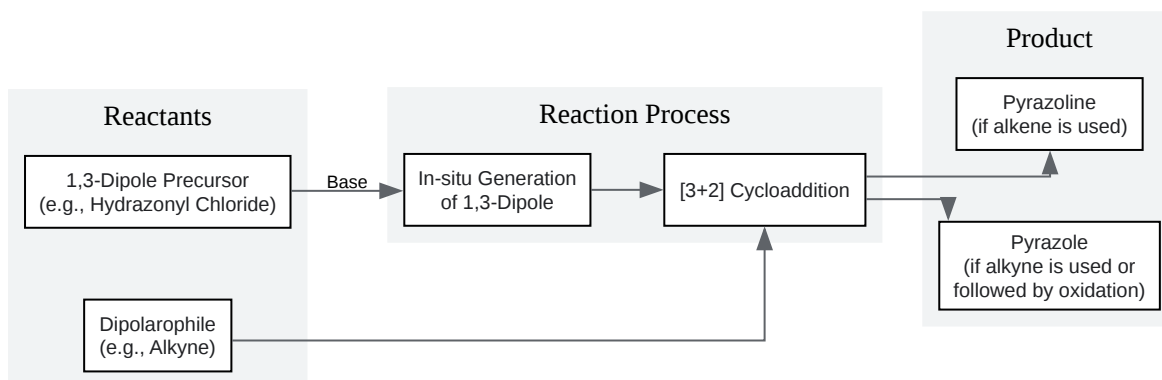 Reactants
1,3-Dipole Precursor
(e.g., Hydrazonyl Chloride)
Dipolarophile
(e.g., Alkyne)
Base
Reaction Process
In-situ Generation
of 1,3-Dipole
[3+2] Cycloaddition
Product
Pyrazoline
(if alkene is used)
Pyrazole
(if alkyne is used or
followed by oxidation)